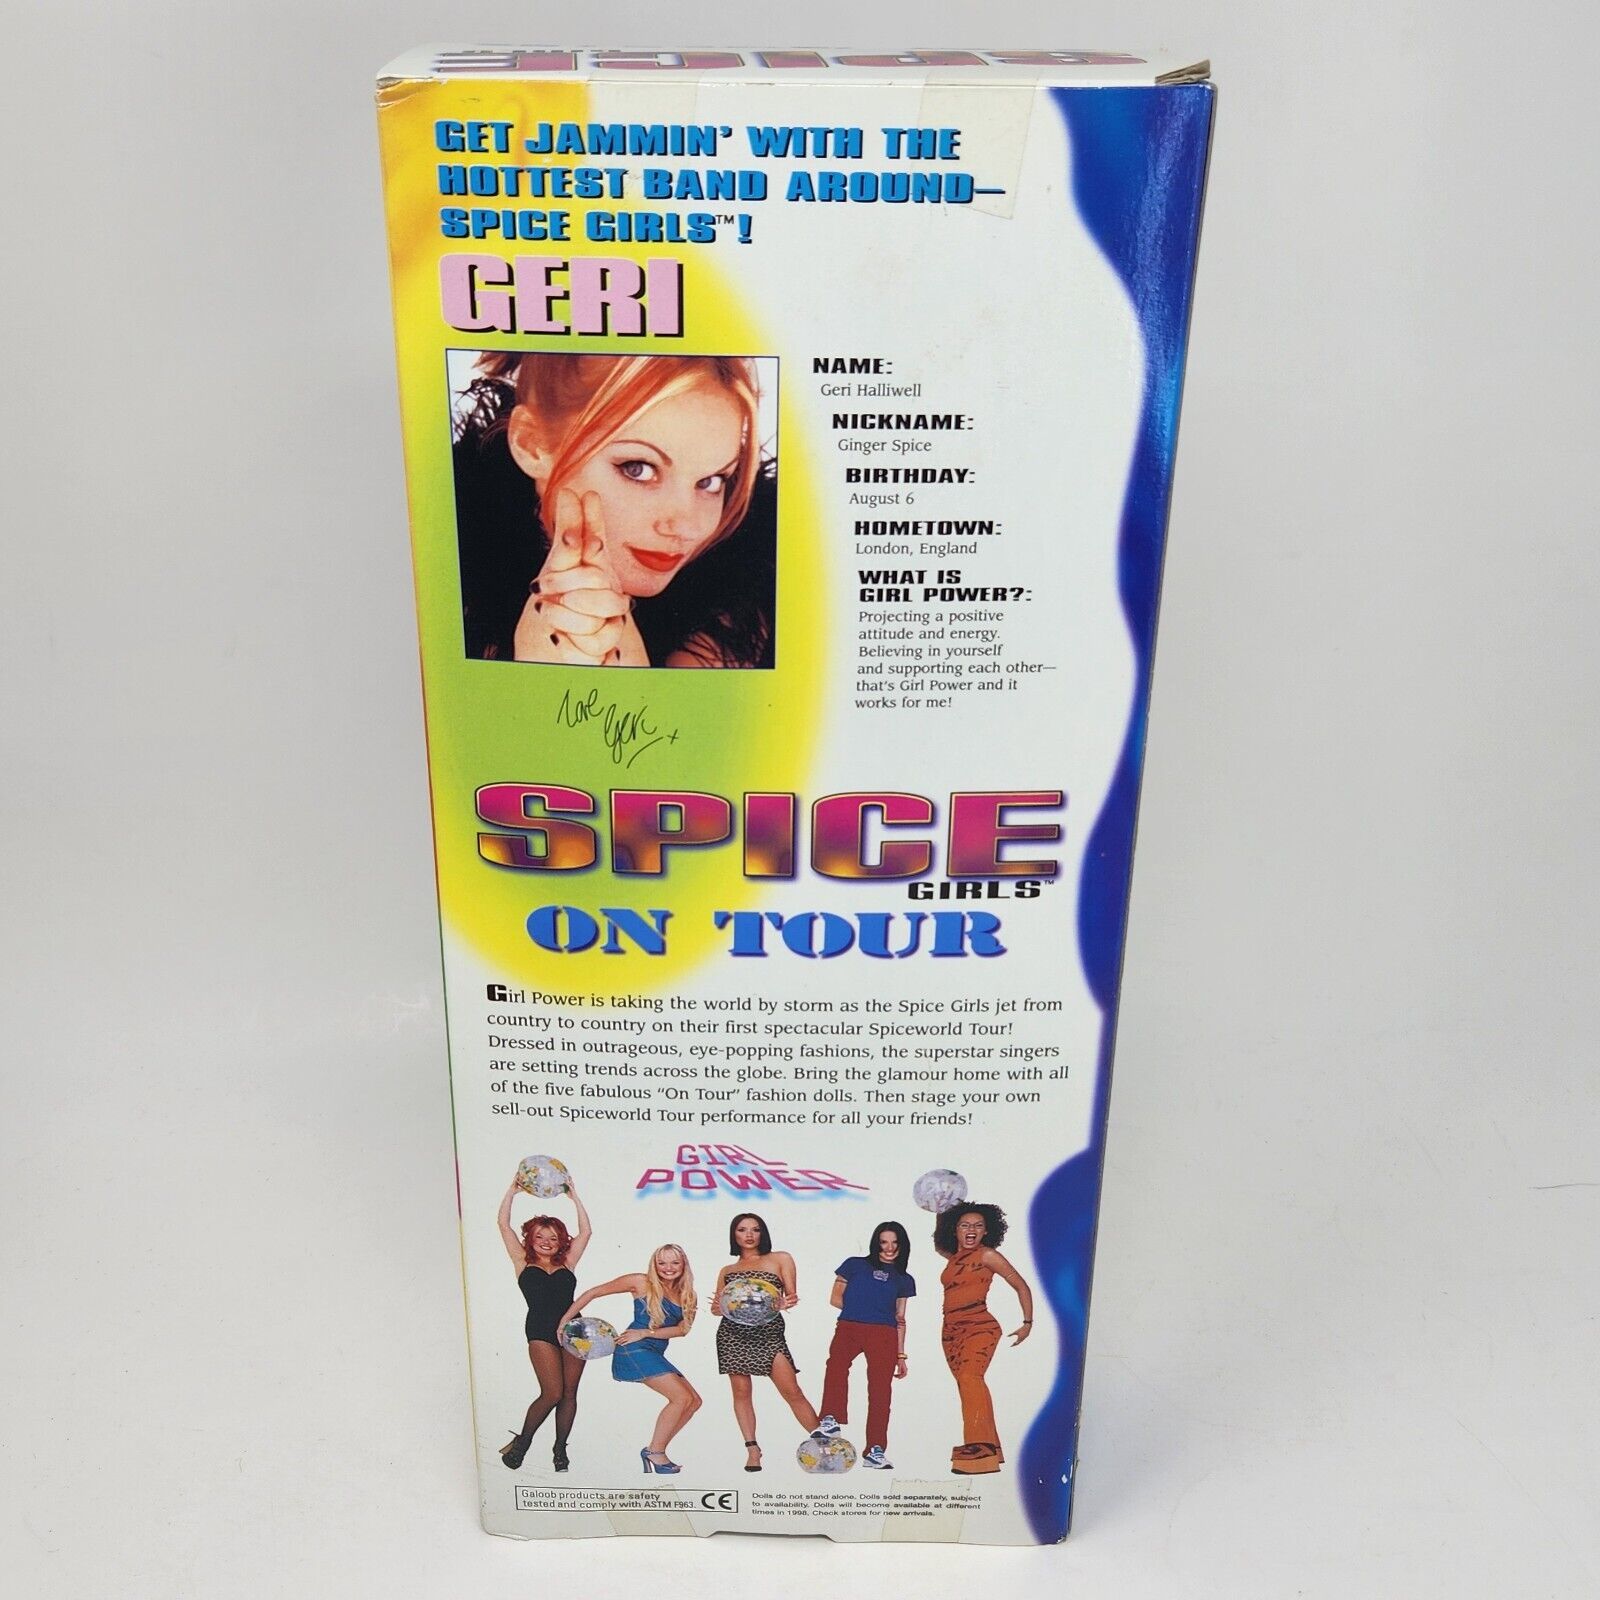 SPICE
GET JAMMIN' WITH THE
HOTTEST BAND AROUND—
SPICE GIRLS™!
GERI
NAME:
Geri Halliwell
NICKNAME:
Ginger Spice
BIRTHDAY:
August 6
HOMETOWN:
London, England
WHAT IS
GIRL POWER?:
Projecting a positive
attitude and energy.
Believing in yourself
and supporting each other—
that's Girl Power and it
works for me!
Love
Geri x
SPICE
GIRLS™
ON TOUR
Girl Power is taking the world by storm as the Spice Girls jet from
country to country on their first spectacular Spiceworld Tour!
Dressed in outrageous, eye-popping fashions, the superstar singers
are setting trends across the globe. Bring the glamour home with all
of the five fabulous "On Tour" fashion dolls. Then stage your own
sell-out Spiceworld Tour performance for all your friends!
GIRL
POWER
Galoob products are safety
tested and comply with ASTM F963. CE
Dolls do not stand alone. Dolls sold separately, subject
to availability. Dolls will become available at different
times in 1998. Check stores for new arrivals.